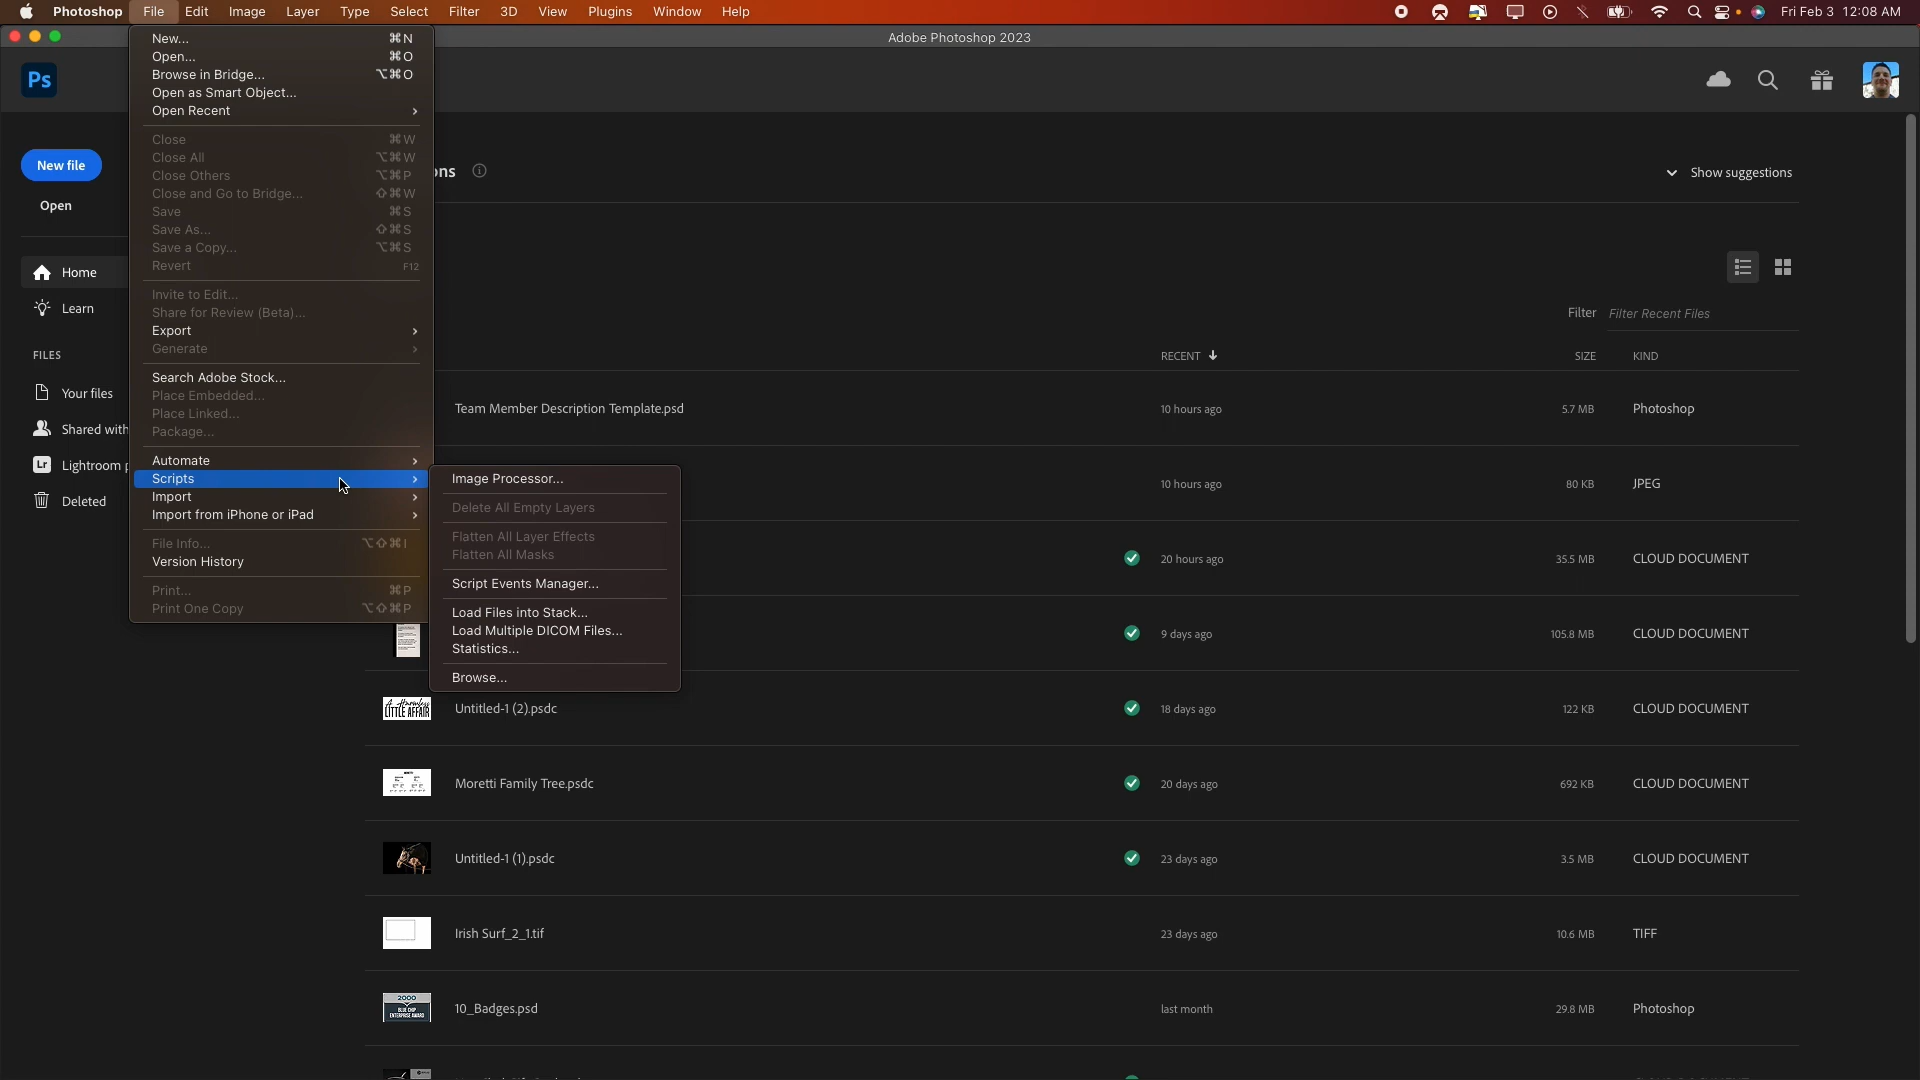 Photoshop File Edit Image Layer Type Select Filter 3D View Plugins Window Help Fri Feb 3 12:08 AM
Adobe Photoshop 2023
Ps
New... ⌘N
Open... ⌘O
Browse in Bridge... ⌥⌘O
Open as Smart Object...
Open Recent
Close ⌘W
Close All ⌥⌘W
Close Others ⌥⌘P
Close and Go to Bridge... ⇧⌘W
Save ⌘S
Save As... ⇧⌘S
Save a Copy... ⌥⌘S
Revert F12
Invite to Edit...
Share for Review (Beta)...
Export
Generate
Search Adobe Stock...
Place Embedded...
Place Linked...
Package...
Automate
Scripts
Import
Import from iPhone or iPad
File Info... ⌥⇧⌘I
Version History
Print... ⌘P
Print One Copy ⌥⇧⌘P
Image Processor...
Delete All Empty Layers
Flatten All Layer Effects
Flatten All Masks
Script Events Manager...
Load Files into Stack...
Load Multiple DICOM Files...
Statistics...
Browse...
New file
Open
Home
Learn
FILES
Your files
Shared with
Lr Lightroom p
Deleted
ons
Show suggestions
Filter Filter Recent Files
RECENT SIZE KIND
Team Member Description Template.psd 10 hours ago 5.7 MB Photoshop
10 hours ago 80 KB JPEG
20 hours ago 35.5 MB CLOUD DOCUMENT
9 days ago 105.8 MB CLOUD DOCUMENT
A Harmless
LITTLE AFFAIR
Untitled-1 (2).psdc 18 days ago 122 KB CLOUD DOCUMENT
Moretti Family Tree.psdc 20 days ago 692 KB CLOUD DOCUMENT
Untitled-1 (1).psdc 23 days ago 3.5 MB CLOUD DOCUMENT
Irish Surf_2_1.tif 23 days ago 10.6 MB TIFF
2000
BLUE CHIP
ENTERPRISE AWARD
10_Badges.psd last month 29.8 MB Photoshop